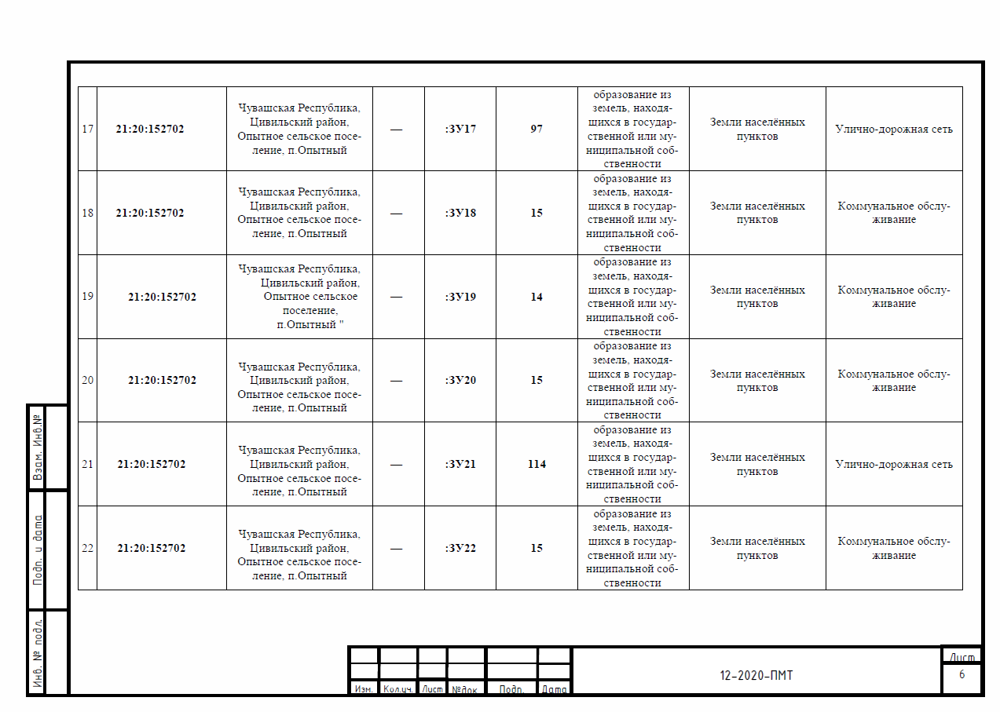 17
21:20:152702
Чувашская Республика,
Цивильский район,
Опытное сельское посе-
ление, п.Опытный
—
:ЗУ17
97
образование из
земель, находя-
щихся в государ-
ственной или му-
ниципальной соб-
ственности
Земли населённых
пунктов
Улично-дорожная сеть
18
21:20:152702
Чувашская Республика,
Цивильский район,
Опытное сельское посе-
ление, п.Опытный
—
:ЗУ18
15
образование из
земель, находя-
щихся в государ-
ственной или му-
ниципальной соб-
ственности
Земли населённых
пунктов
Коммунальное обслу-
живание
19
21:20:152702
Чувашская Республика,
Цивильский район,
Опытное сельское
поселение,
п.Опытный "
—
:ЗУ19
14
образование из
земель, находя-
щихся в государ-
ственной или му-
ниципальной соб-
ственности
Земли населённых
пунктов
Коммунальное обслу-
живание
20
21:20:152702
Чувашская Республика,
Цивильский район,
Опытное сельское посе-
ление, п.Опытный
—
:ЗУ20
15
образование из
земель, находя-
щихся в государ-
ственной или му-
ниципальной соб-
ственности
Земли населённых
пунктов
Коммунальное обслу-
живание
21
21:20:152702
Чувашская Республика,
Цивильский район,
Опытное сельское посе-
ление, п.Опытный
—
:ЗУ21
114
образование из
земель, находя-
щихся в государ-
ственной или му-
ниципальной соб-
ственности
Земли населённых
пунктов
Улично-дорожная сеть
22
21:20:152702
Чувашская Республика,
Цивильский район,
Опытное сельское посе-
ление, п.Опытный
—
:ЗУ22
15
образование из
земель, находя-
щихся в государ-
ственной или му-
ниципальной соб-
ственности
Земли населённых
пунктов
Коммунальное обслу-
живание
Взам. Инв.№
Подп. и дата
Инв. № подл.
Изм.
Кол.уч.
Лист
№док
Подп.
Дата
12-2020-ПМТ
Лист
6